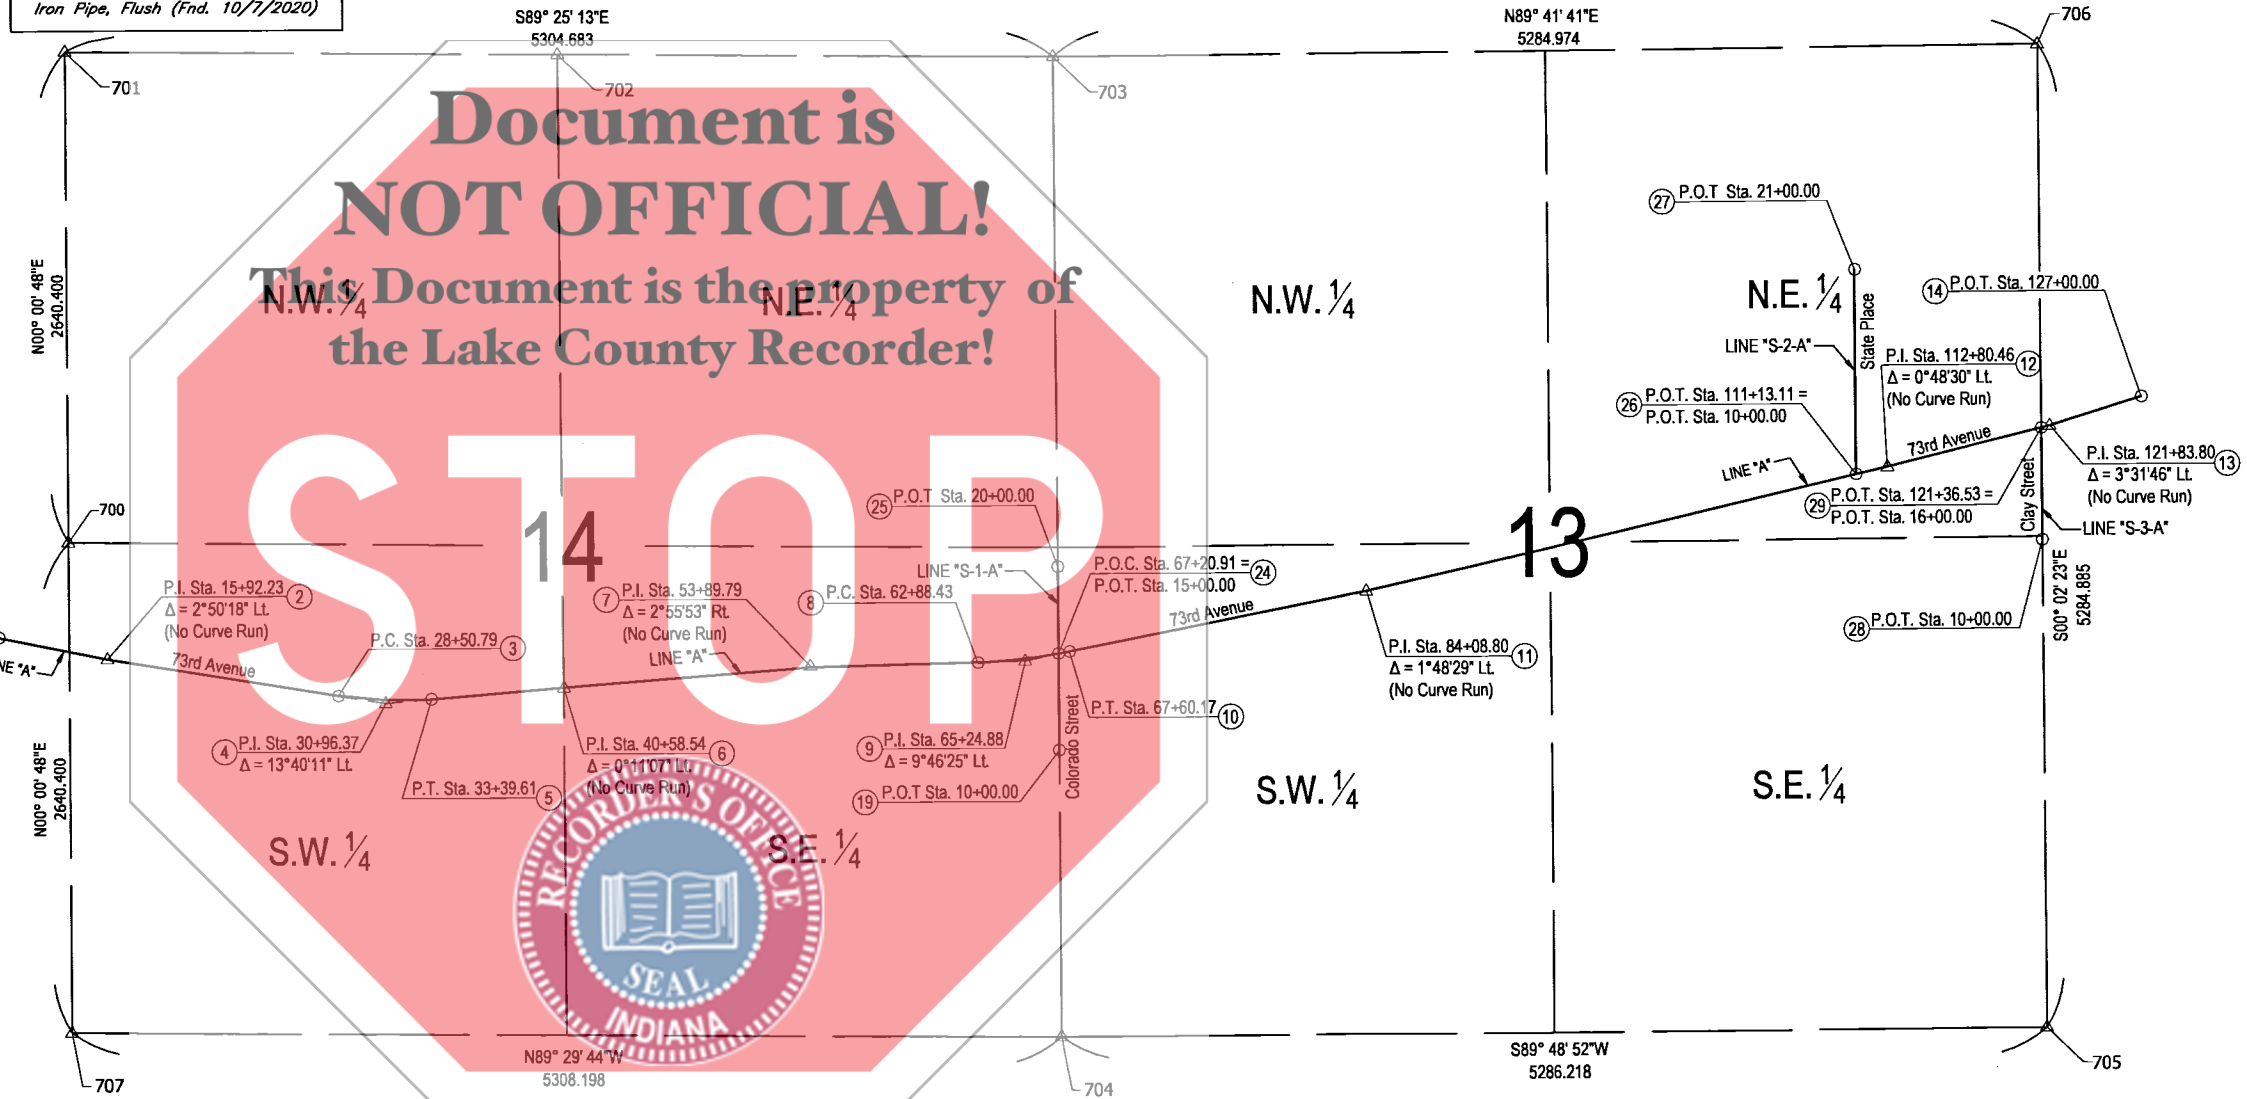 Iron Pipe, Flush (Fnd. 10/7/2020)
S89° 25' 13"E
5304.683
N89° 41' 41"E
5284.974
701
702
703
706
Document is
NOT OFFICIAL!
This Document is the property of
the Lake County Recorder!
STOP
N00° 00' 48"E
2640.400
N.W. 1/4
N.E. 1/4
N.W. 1/4
N.E. 1/4
27 P.O.T Sta. 21+00.00
14 P.O.T. Sta. 127+00.00
State Place
LINE "S-2-A"
P.I. Sta. 112+80.46 12
Δ = 0°48'30" Lt.
(No Curve Run)
26 P.O.T. Sta. 111+13.11 =
P.O.T. Sta. 10+00.00
73rd Avenue
LINE "A"
P.I. Sta. 121+83.80 13
Δ = 3°31'46" Lt.
(No Curve Run)
29 P.O.T. Sta. 121+36.53 =
P.O.T. Sta. 16+00.00
Clay Street
LINE "S-3-A"
700
14
13
25 P.O.T Sta. 20+00.00
LINE "S-1-A"
P.O.C. Sta. 67+20.91 = 24
P.O.T. Sta. 15+00.00
73rd Avenue
P.I. Sta. 15+92.23 2
Δ = 2°50'18" Lt.
(No Curve Run)
7 P.I. Sta. 53+89.79
Δ = 2°55'53" Rt.
(No Curve Run)
LINE "A"
8 P.C. Sta. 62+88.43
P.C. Sta. 28+50.79 3
73rd Avenue
NE "A"
S00° 02' 23"E
5284.885
28 P.O.T. Sta. 10+00.00
P.I. Sta. 84+08.80 11
Δ = 1°48'29" Lt.
(No Curve Run)
P.T. Sta. 67+60.17 10
Colorado Street
4 P.I. Sta. 30+96.37
Δ = 13°40'11" Lt.
P.T. Sta. 33+39.61 5
P.I. Sta. 40+58.54 6
Δ = 0°11'07" Lt.
(No Curve Run)
9 P.I. Sta. 65+24.88
Δ = 9°46'25" Lt.
19 P.O.T Sta. 10+00.00
N00° 00' 48"E
2640.400
S.W. 1/4
S.E. 1/4
S.W. 1/4
S.E. 1/4
RECORDER'S OFFICE
SEAL
INDIANA
N89° 29' 44"W
5308.198
S89° 48' 52"W
5286.218
707
704
705